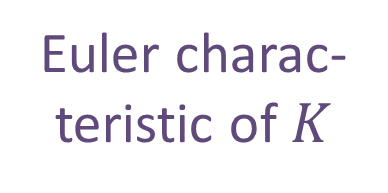 Euler charac-
teristic of K